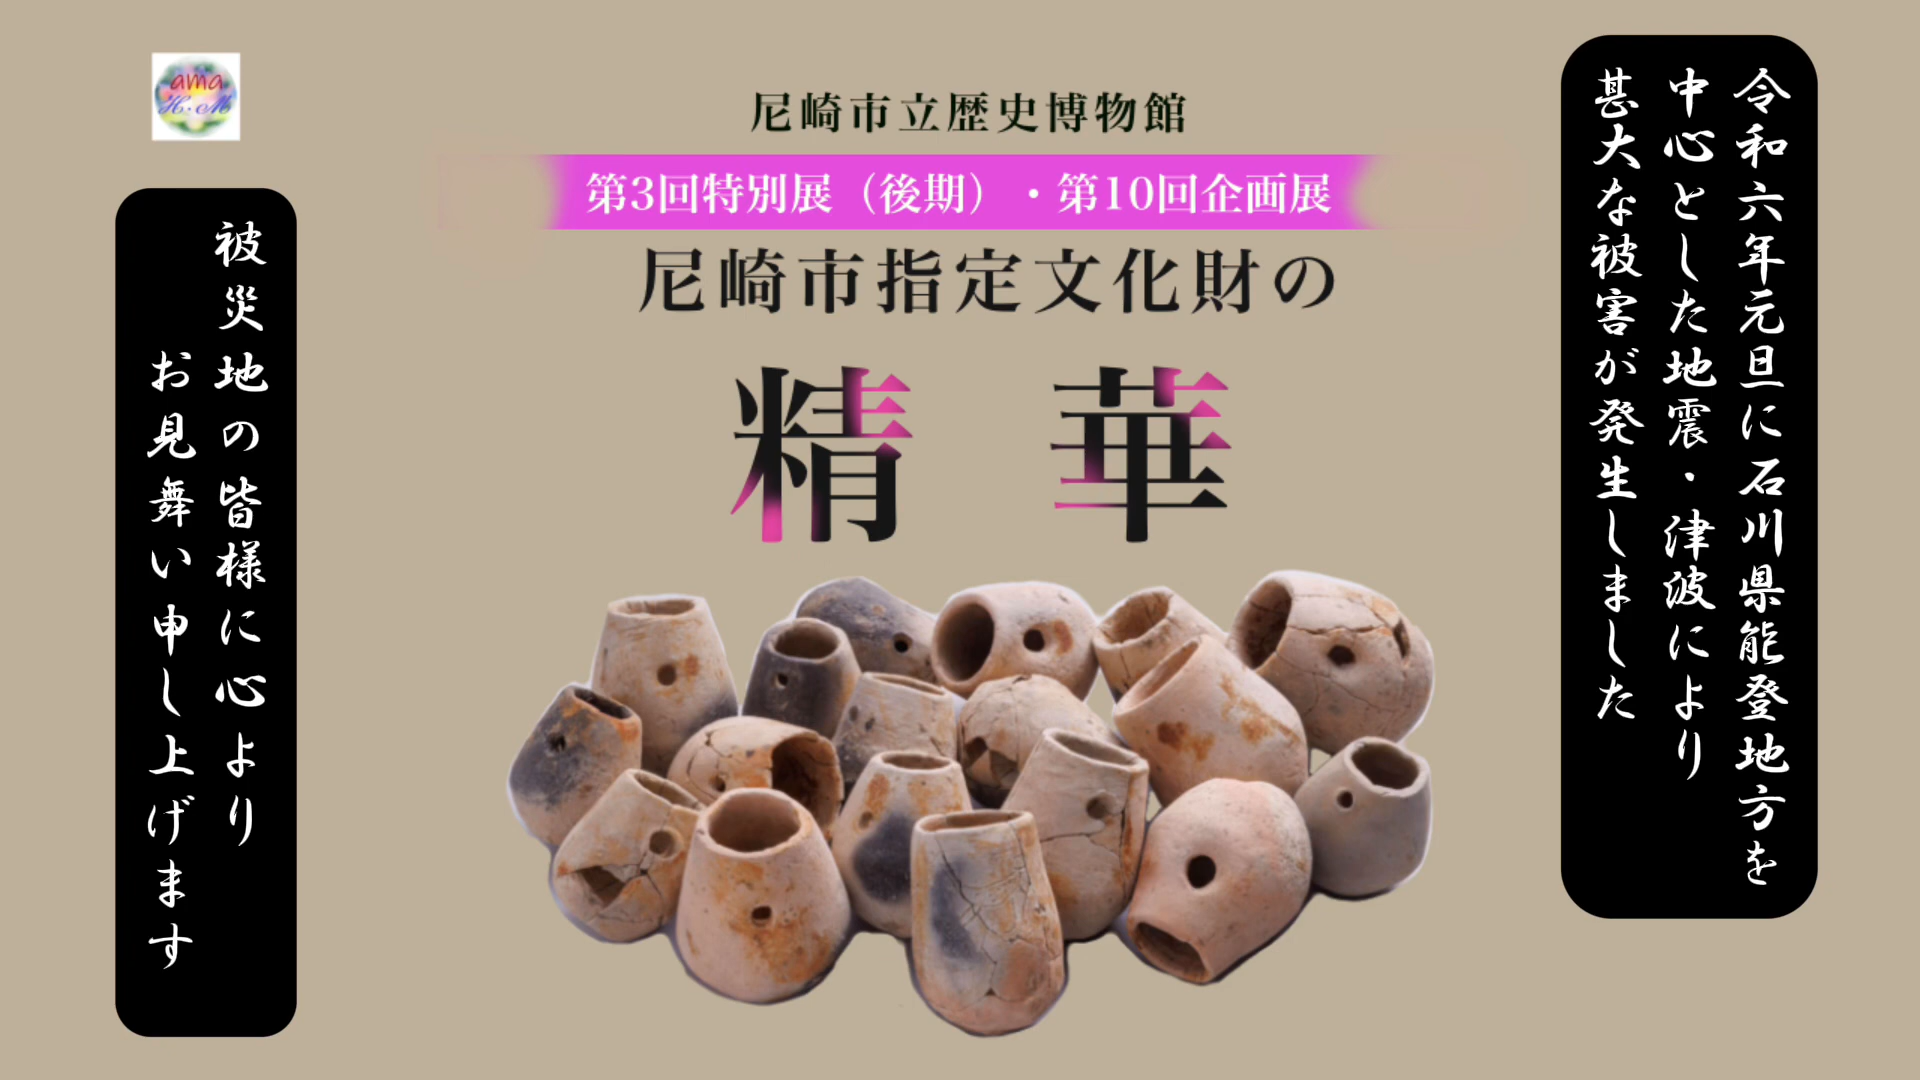 ama
H・M
尼崎市立歴史博物館
第3回特別展（後期）・第10回企画展
尼崎市指定文化財の
精 華
令和六年元旦に石川県能登地方を
中心とした地震・津波により
甚大な被害が発生しました
被災地の皆様に心より
お見舞い申し上げます